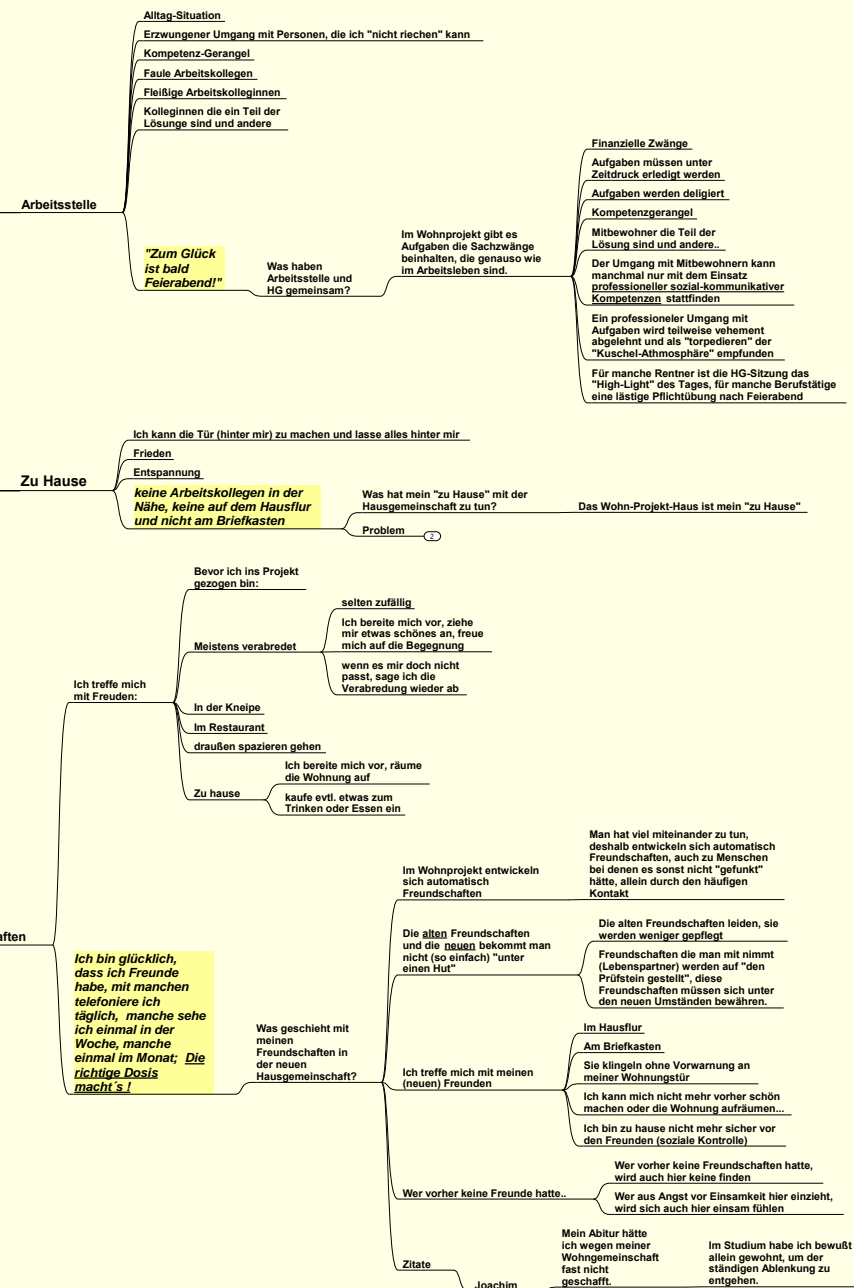 Alltag-Situation
Erzwungener Umgang mit Personen, die ich "nicht riechen" kann
Kompetenz-Gerangel
Faule Arbeitskollegen
Fleißige Arbeitskolleginnen
Kolleginnen die ein Teil der
Lösunge sind und andere
Arbeitsstelle
"Zum Glück
ist bald
Feierabend!"
Was haben
Arbeitsstelle und
HG gemeinsam?
Im Wohnprojekt gibt es
Aufgaben die Sachzwänge
beinhalten, die genauso wie
im Arbeitsleben sind.
Finanzielle Zwänge
Aufgaben müssen unter
Zeitdruck erledigt werden
Aufgaben werden deligiert
Kompetenzgerangel
Mitbewohner die Teil der
Lösung sind und andere..
Der Umgang mit Mitbewohnern kann
manchmal nur mit dem Einsatz
professioneller sozial-kommunikativer
Kompetenzen stattfinden
Ein professioneler Umgang mit
Aufgaben wird teilweise vehement
abgelehnt und als "torpedieren" der
"Kuschel-Athmosphäre" empfunden
Für manche Rentner ist die HG-Sitzung das
"High-Light" des Tages, für manche Berufstätige
eine lästige Pflichtübung nach Feierabend
Zu Hause
Ich kann die Tür (hinter mir) zu machen und lasse alles hinter mir
Frieden
Entspannung
keine Arbeitskollegen in der
Nähe, keine auf dem Hausflur
und nicht am Briefkasten
Was hat mein "zu Hause" mit der
Hausgemeinschaft zu tun?
Das Wohn-Projekt-Haus ist mein "zu Hause"
Problem
2
aften
Ich treffe mich
mit Freuden:
Bevor ich ins Projekt
gezogen bin:
Meistens verabredet
selten zufällig
Ich bereite mich vor, ziehe
mir etwas schönes an, freue
mich auf die Begegnung
wenn es mir doch nicht
passt, sage ich die
Verabredung wieder ab
In der Kneipe
Im Restaurant
draußen spazieren gehen
Zu hause
Ich bereite mich vor, räume
die Wohnung auf
kaufe evtl. etwas zum
Trinken oder Essen ein
Ich bin glücklich,
dass ich Freunde
habe, mit manchen
telefoniere ich
täglich, manche sehe
ich einmal in der
Woche, manche
einmal im Monat; Die
richtige Dosis
macht´s !
Was geschieht mit
meinen
Freundschaften in
der neuen
Hausgemeinschaft?
Im Wohnprojekt entwickeln
sich automatisch
Freundschaften
Man hat viel miteinander zu tun,
deshalb entwickeln sich automatisch
Freundschaften, auch zu Menschen
bei denen es sonst nicht "gefunkt"
hätte, allein durch den häufigen
Kontakt
Die alten Freundschaften
und die neuen bekommt man
nicht (so einfach) "unter
einen Hut"
Die alten Freundschaften leiden, sie
werden weniger gepflegt
Freundschaften die man mit nimmt
(Lebenspartner) werden auf "den
Prüfstein gestellt", diese
Freundschaften müssen sich unter
den neuen Umständen bewähren.
Ich treffe mich mit meinen
(neuen) Freunden
Im Hausflur
Am Briefkasten
Sie klingeln ohne Vorwarnung an
meiner Wohnungstür
Ich kann mich nicht mehr vorher schön
machen oder die Wohnung aufräumen...
Ich bin zu hause nicht mehr sicher vor
den Freunden (soziale Kontrolle)
Wer vorher keine Freunde hatte..
Wer vorher keine Freundschaften hatte,
wird auch hier keine finden
Wer aus Angst vor Einsamkeit hier einzieht,
wird sich auch hier einsam fühlen
Zitate
Joachim
Mein Abitur hätte
ich wegen meiner
Wohngemeinschaft
fast nicht
geschafft.
Im Studium habe ich bewußt
allein gewohnt, um der
ständigen Ablenkung zu
entgehen.